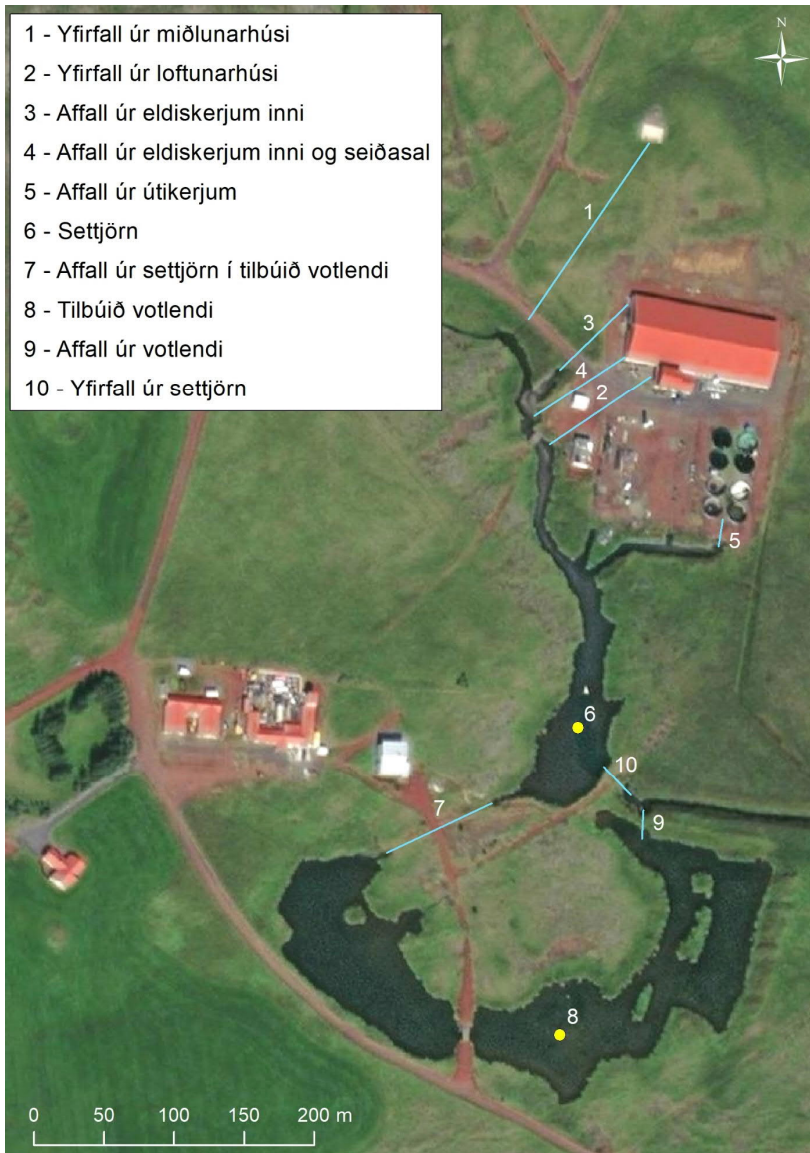 1 - Yfirfall úr miðlunarhúsi
2 - Yfirfall úr loftunarhúsi
3 - Affall úr eldiskerjum inni
4 - Affall úr eldiskerjum inni og seiðasal
5 - Affall úr útikerjum
6 - Settjörn
7 - Affall úr settjörn í tilbúið votlendi
8 - Tilbúið votlendi
9 - Affall úr votlendi
10 - Yfirfall úr settjörn
N
1
3
4
2
5
6
10
7
9
8
0 50 100 150 200 m